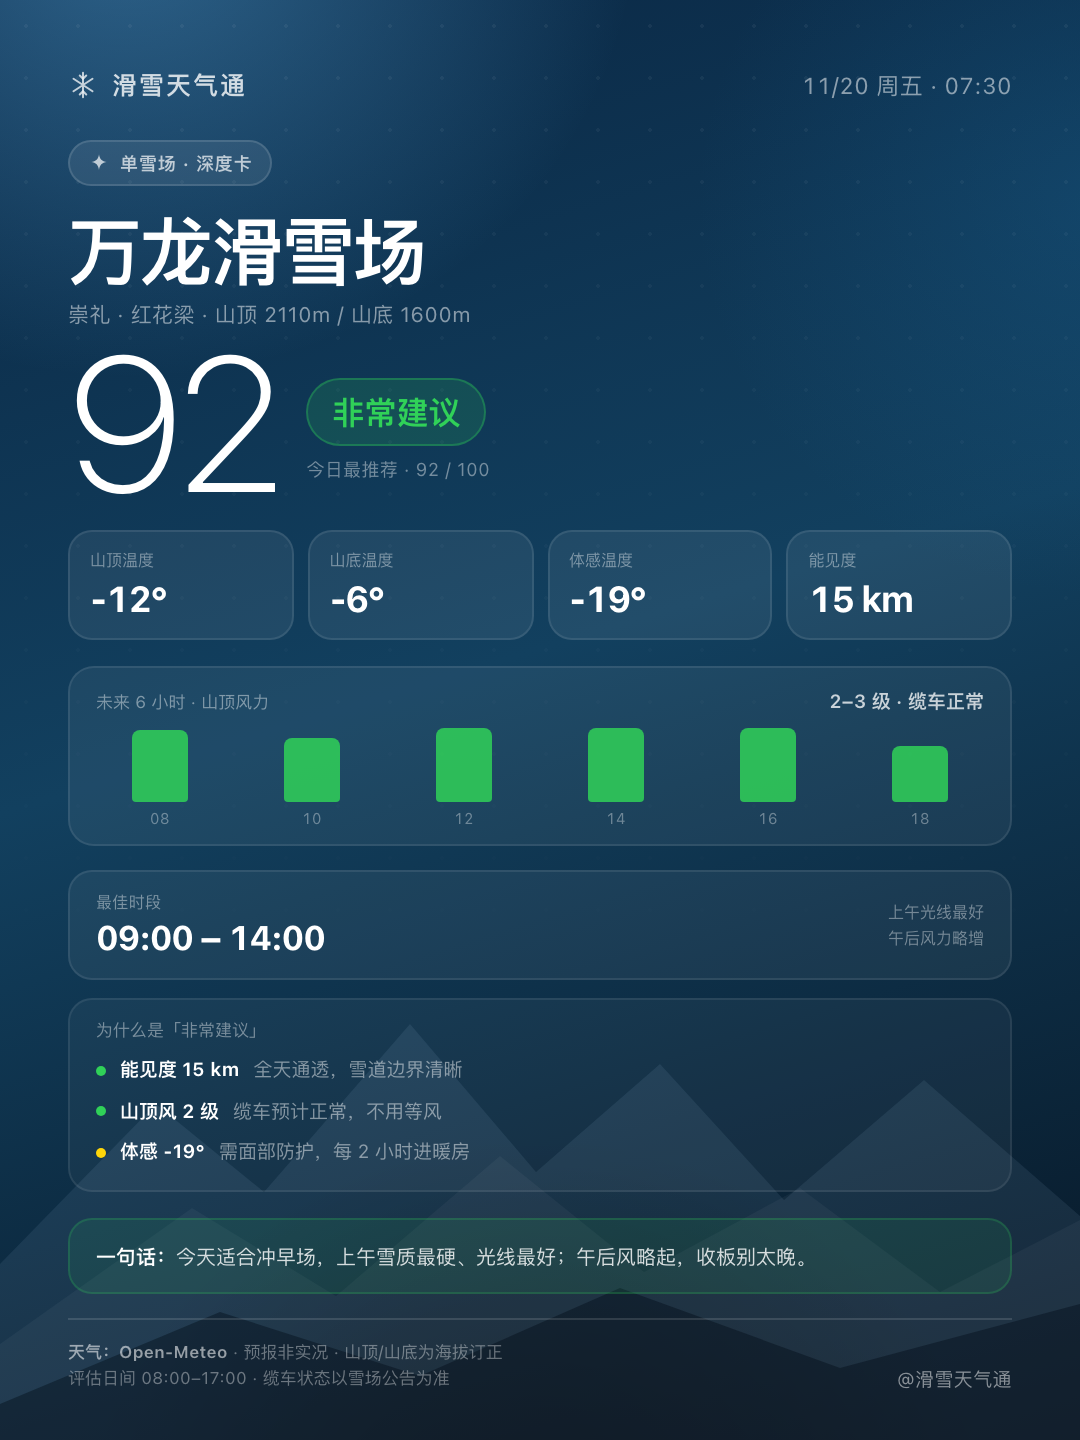 滑雪天气通
11/20 周五 · 07:30
✦ 单雪场 · 深度卡
万龙滑雪场
崇礼 · 红花梁 · 山顶 2110m / 山底 1600m
92
非常建议
今日最推荐 · 92 / 100
山顶温度
-12°
山底温度
-6°
体感温度
-19°
能见度
15 km
未来 6 小时 · 山顶风力
2–3 级 · 缆车正常
08
10
12
14
16
18
最佳时段
09:00 – 14:00
上午光线最好
午后风力略增
为什么是「非常建议」
能见度 15 km 全天通透，雪道边界清晰
山顶风 2 级 缆车预计正常，不用等风
体感 -19° 需面部防护，每 2 小时进暖房
一句话：今天适合冲早场，上午雪质最硬、光线最好；午后风略起，收板别太晚。
天气：Open-Meteo · 预报非实况 · 山顶/山底为海拔订正
评估日间 08:00–17:00 · 缆车状态以雪场公告为准
@滑雪天气通